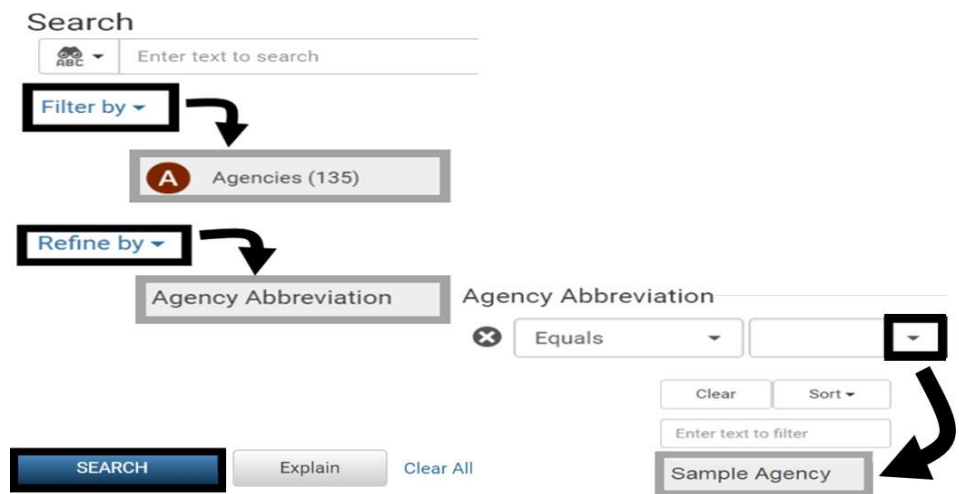 Search
ABC
Enter text to search
Filter by
A Agencies (135)
Refine by
Agency Abbreviation
Agency Abbreviation
Equals
Clear
Sort
Enter text to filter
Sample Agency
SEARCH
Explain
Clear All